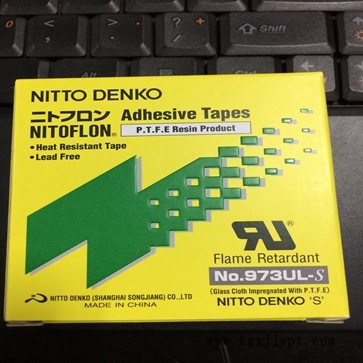 Shift
NITTO DENKO
ニトフロン Adhesive Tapes
NITOFLON® P.T.F.E Resin Product
• Heat Resistant Tape
• Lead Free
Flame Retardant
No.973UL-S
(Glass Cloth Impregnated With P.T.F.E)
NITTO DENKO (SHANGHAI SONGJIANG) CO.,LTD
MADE IN CHINA
NITTO DENKO 'S'